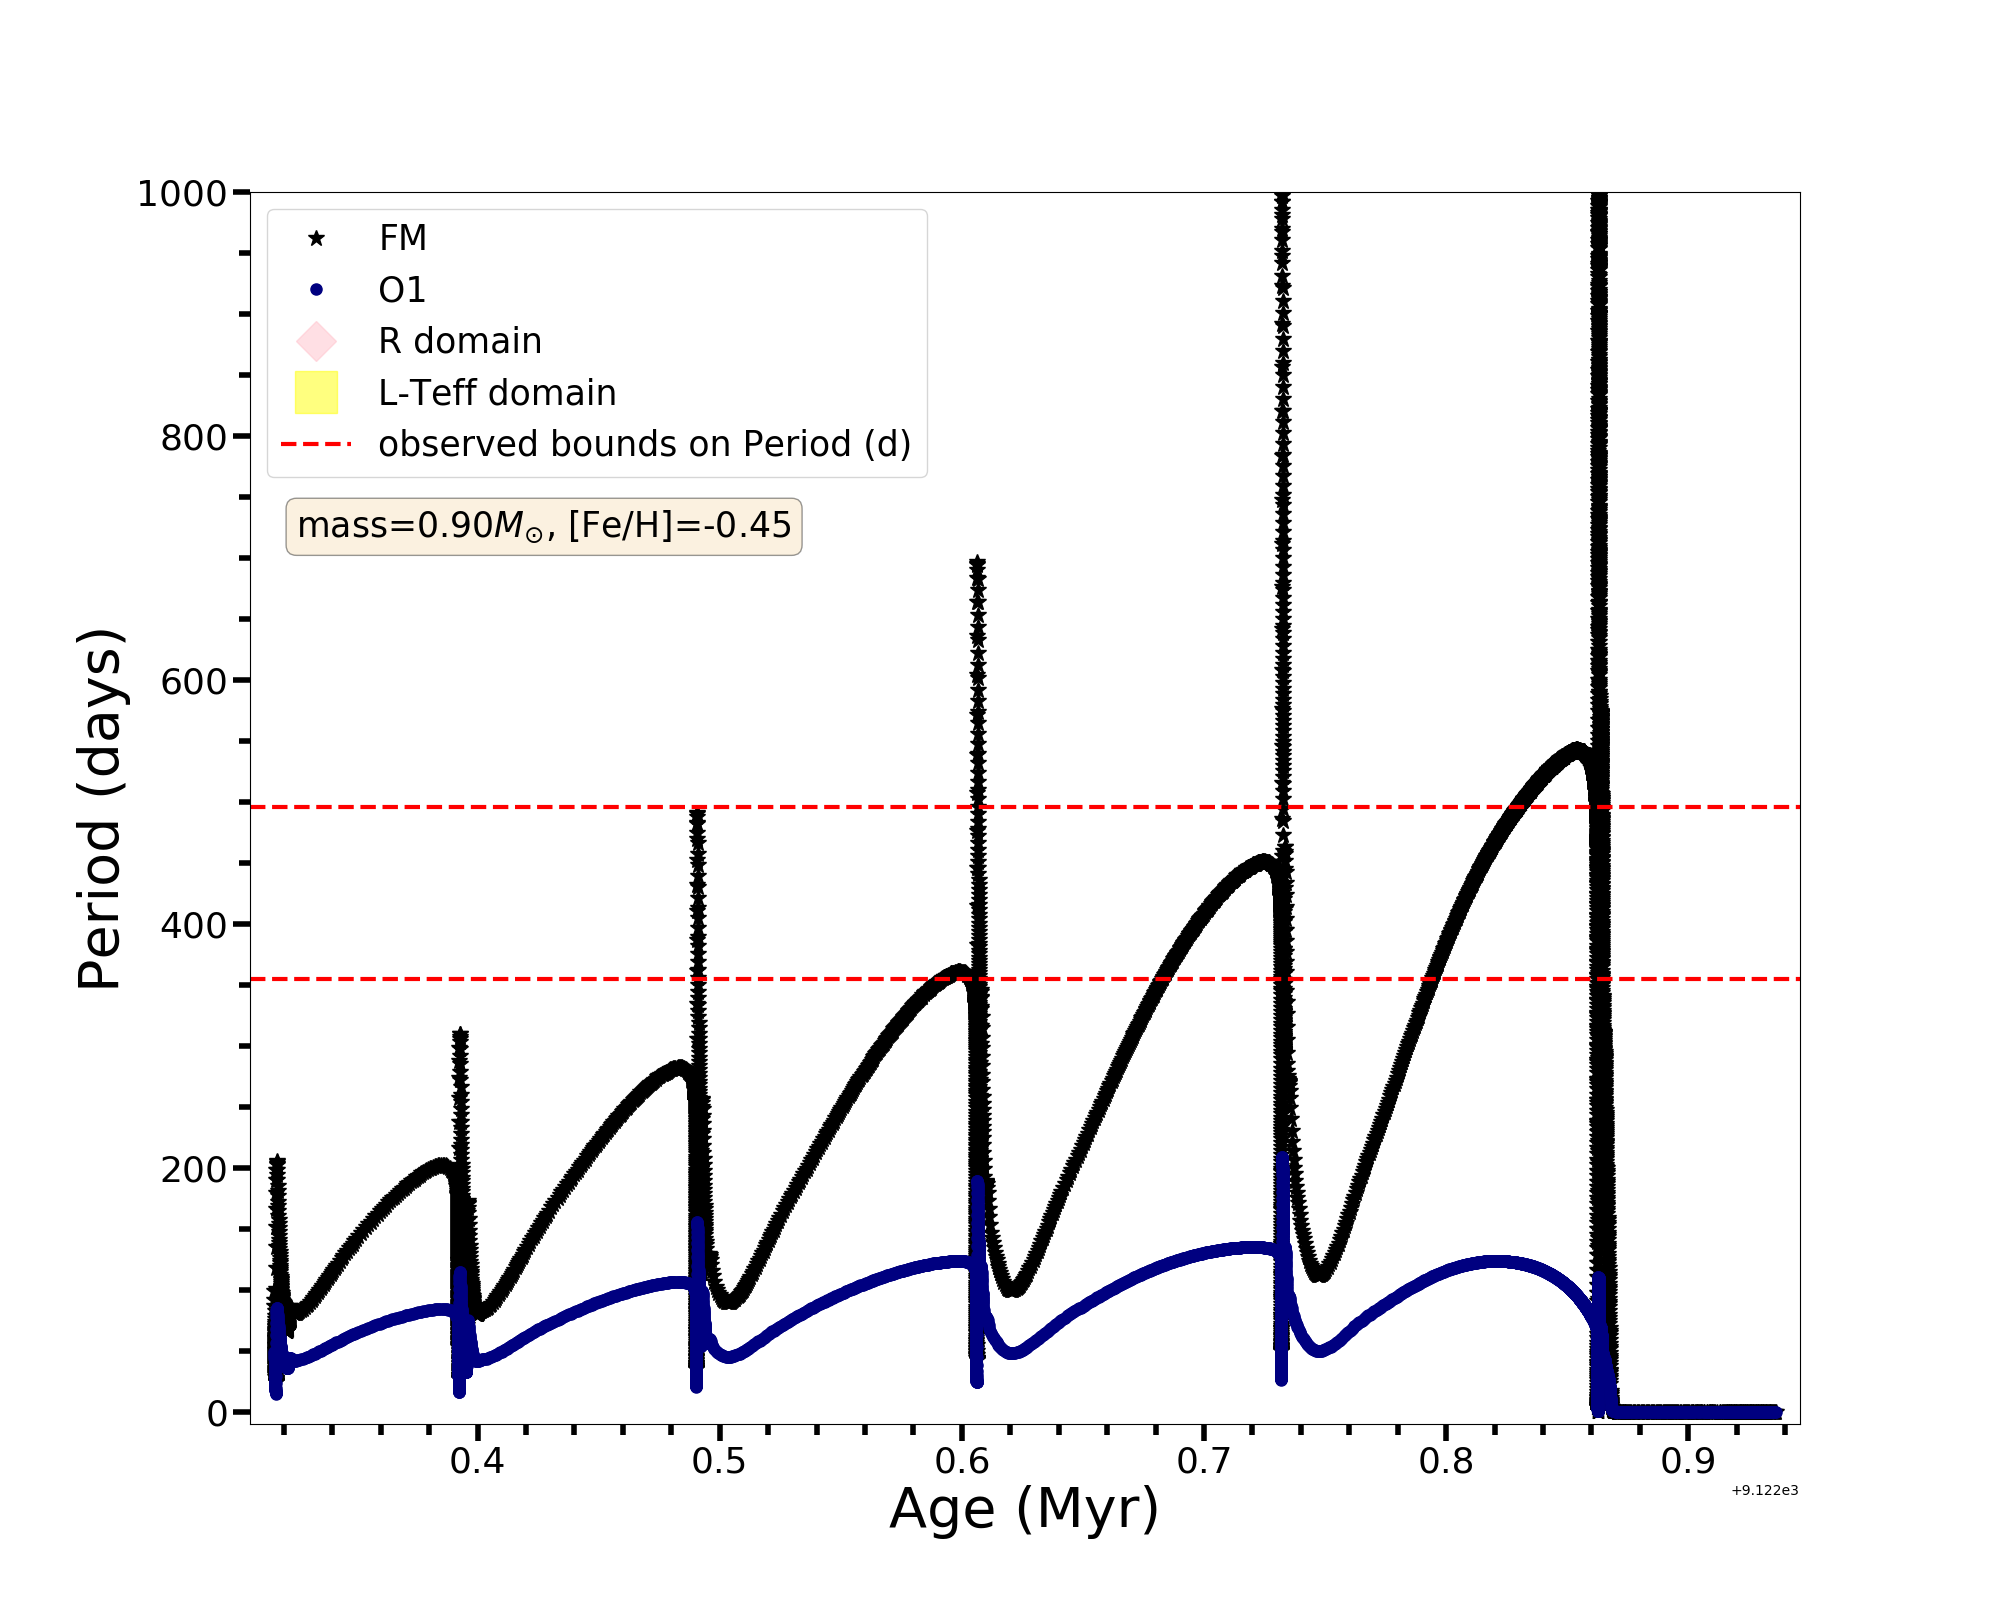 1000
800
600
400
200
0
Period (days)
FM
O1
R domain
L-Teff domain
observed bounds on Period (d)
mass=0.90M⊙, [Fe/H]=-0.45
0.4 0.5 0.6 0.7 0.8 0.9
+9.122e3
Age (Myr)